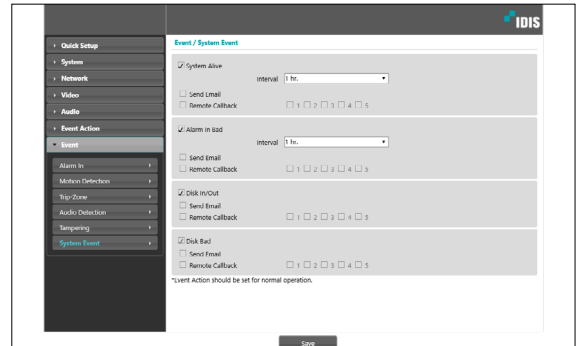 IDIS
Quick Setup
System
Network
Video
Audio
Event Action
Event
Alarm In
Motion Detection
Trip-Zone
Audio Detection
Tampering
System Event
Event / System Event
System Alive
Interval 1 hr.
Send Email
Remote Callback 1 2 3 4 5
Alarm In Bad
Interval 1 hr.
Send Email
Remote Callback 1 2 3 4 5
Disk In/Out
Send Email
Remote Callback 1 2 3 4 5
Disk Bad
Send Email
Remote Callback 1 2 3 4 5
*Event Action should be set for normal operation.
Save